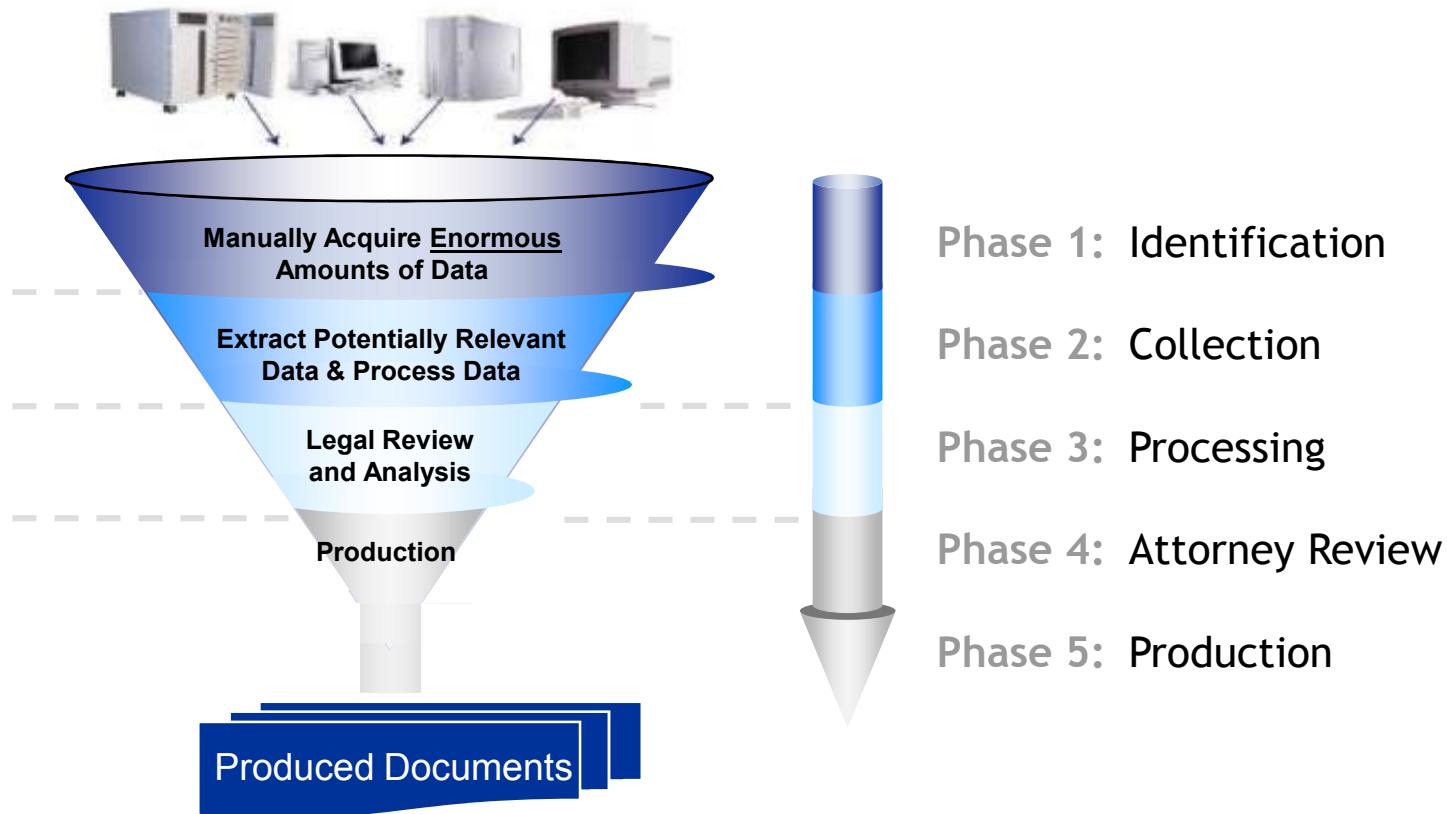 Manually Acquire Enormous
Amounts of Data
Extract Potentially Relevant
Data & Process Data
Legal Review
and Analysis
Production
Produced Documents
Phase 1: Identification
Phase 2: Collection
Phase 3: Processing
Phase 4: Attorney Review
Phase 5: Production